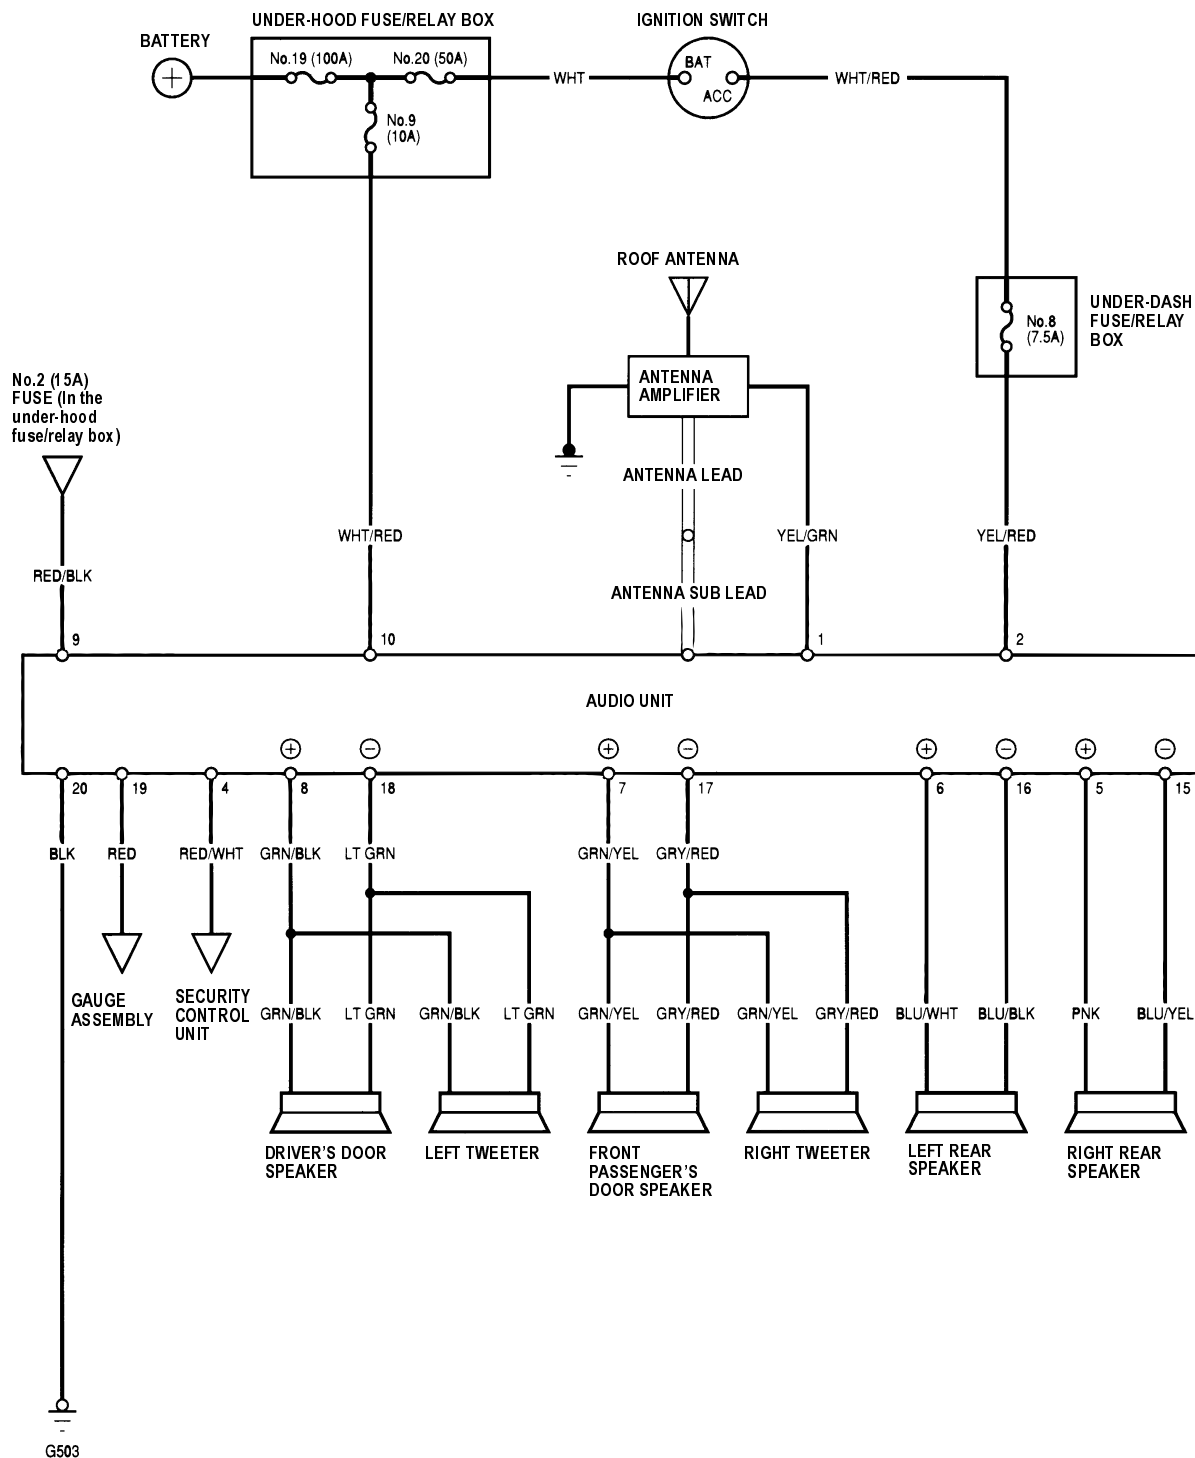 UNDER-HOOD FUSE/RELAY BOX
IGNITION SWITCH
BATTERY
No.19 (100A)
No.20 (50A)
BAT
WHT
WHT/RED
ACC
No.9
(10A)
ROOF ANTENNA
UNDER-DASH
FUSE/RELAY
BOX
No.8
(7.5A)
No.2 (15A)
FUSE (In the
under-hood
fuse/relay box)
ANTENNA
AMPLIFIER
ANTENNA LEAD
WHT/RED
YEL/GRN
YEL/RED
RED/BLK
ANTENNA SUB LEAD
9
10
1
2
AUDIO UNIT
+
−
+
−
+
−
+
−
20
19
4
8
18
7
17
6
16
5
15
BLK
RED
RED/WHT
GRN/BLK
LT GRN
GRN/YEL
GRY/RED
GAUGE
ASSEMBLY
SECURITY
CONTROL
UNIT
GRN/BLK
LT GRN
GRN/BLK
LT GRN
GRN/YEL
GRY/RED
GRN/YEL
GRY/RED
BLU/WHT
BLU/BLK
PNK
BLU/YEL
DRIVER'S DOOR
SPEAKER
LEFT TWEETER
FRONT
PASSENGER'S
DOOR SPEAKER
RIGHT TWEETER
LEFT REAR
SPEAKER
RIGHT REAR
SPEAKER
G503